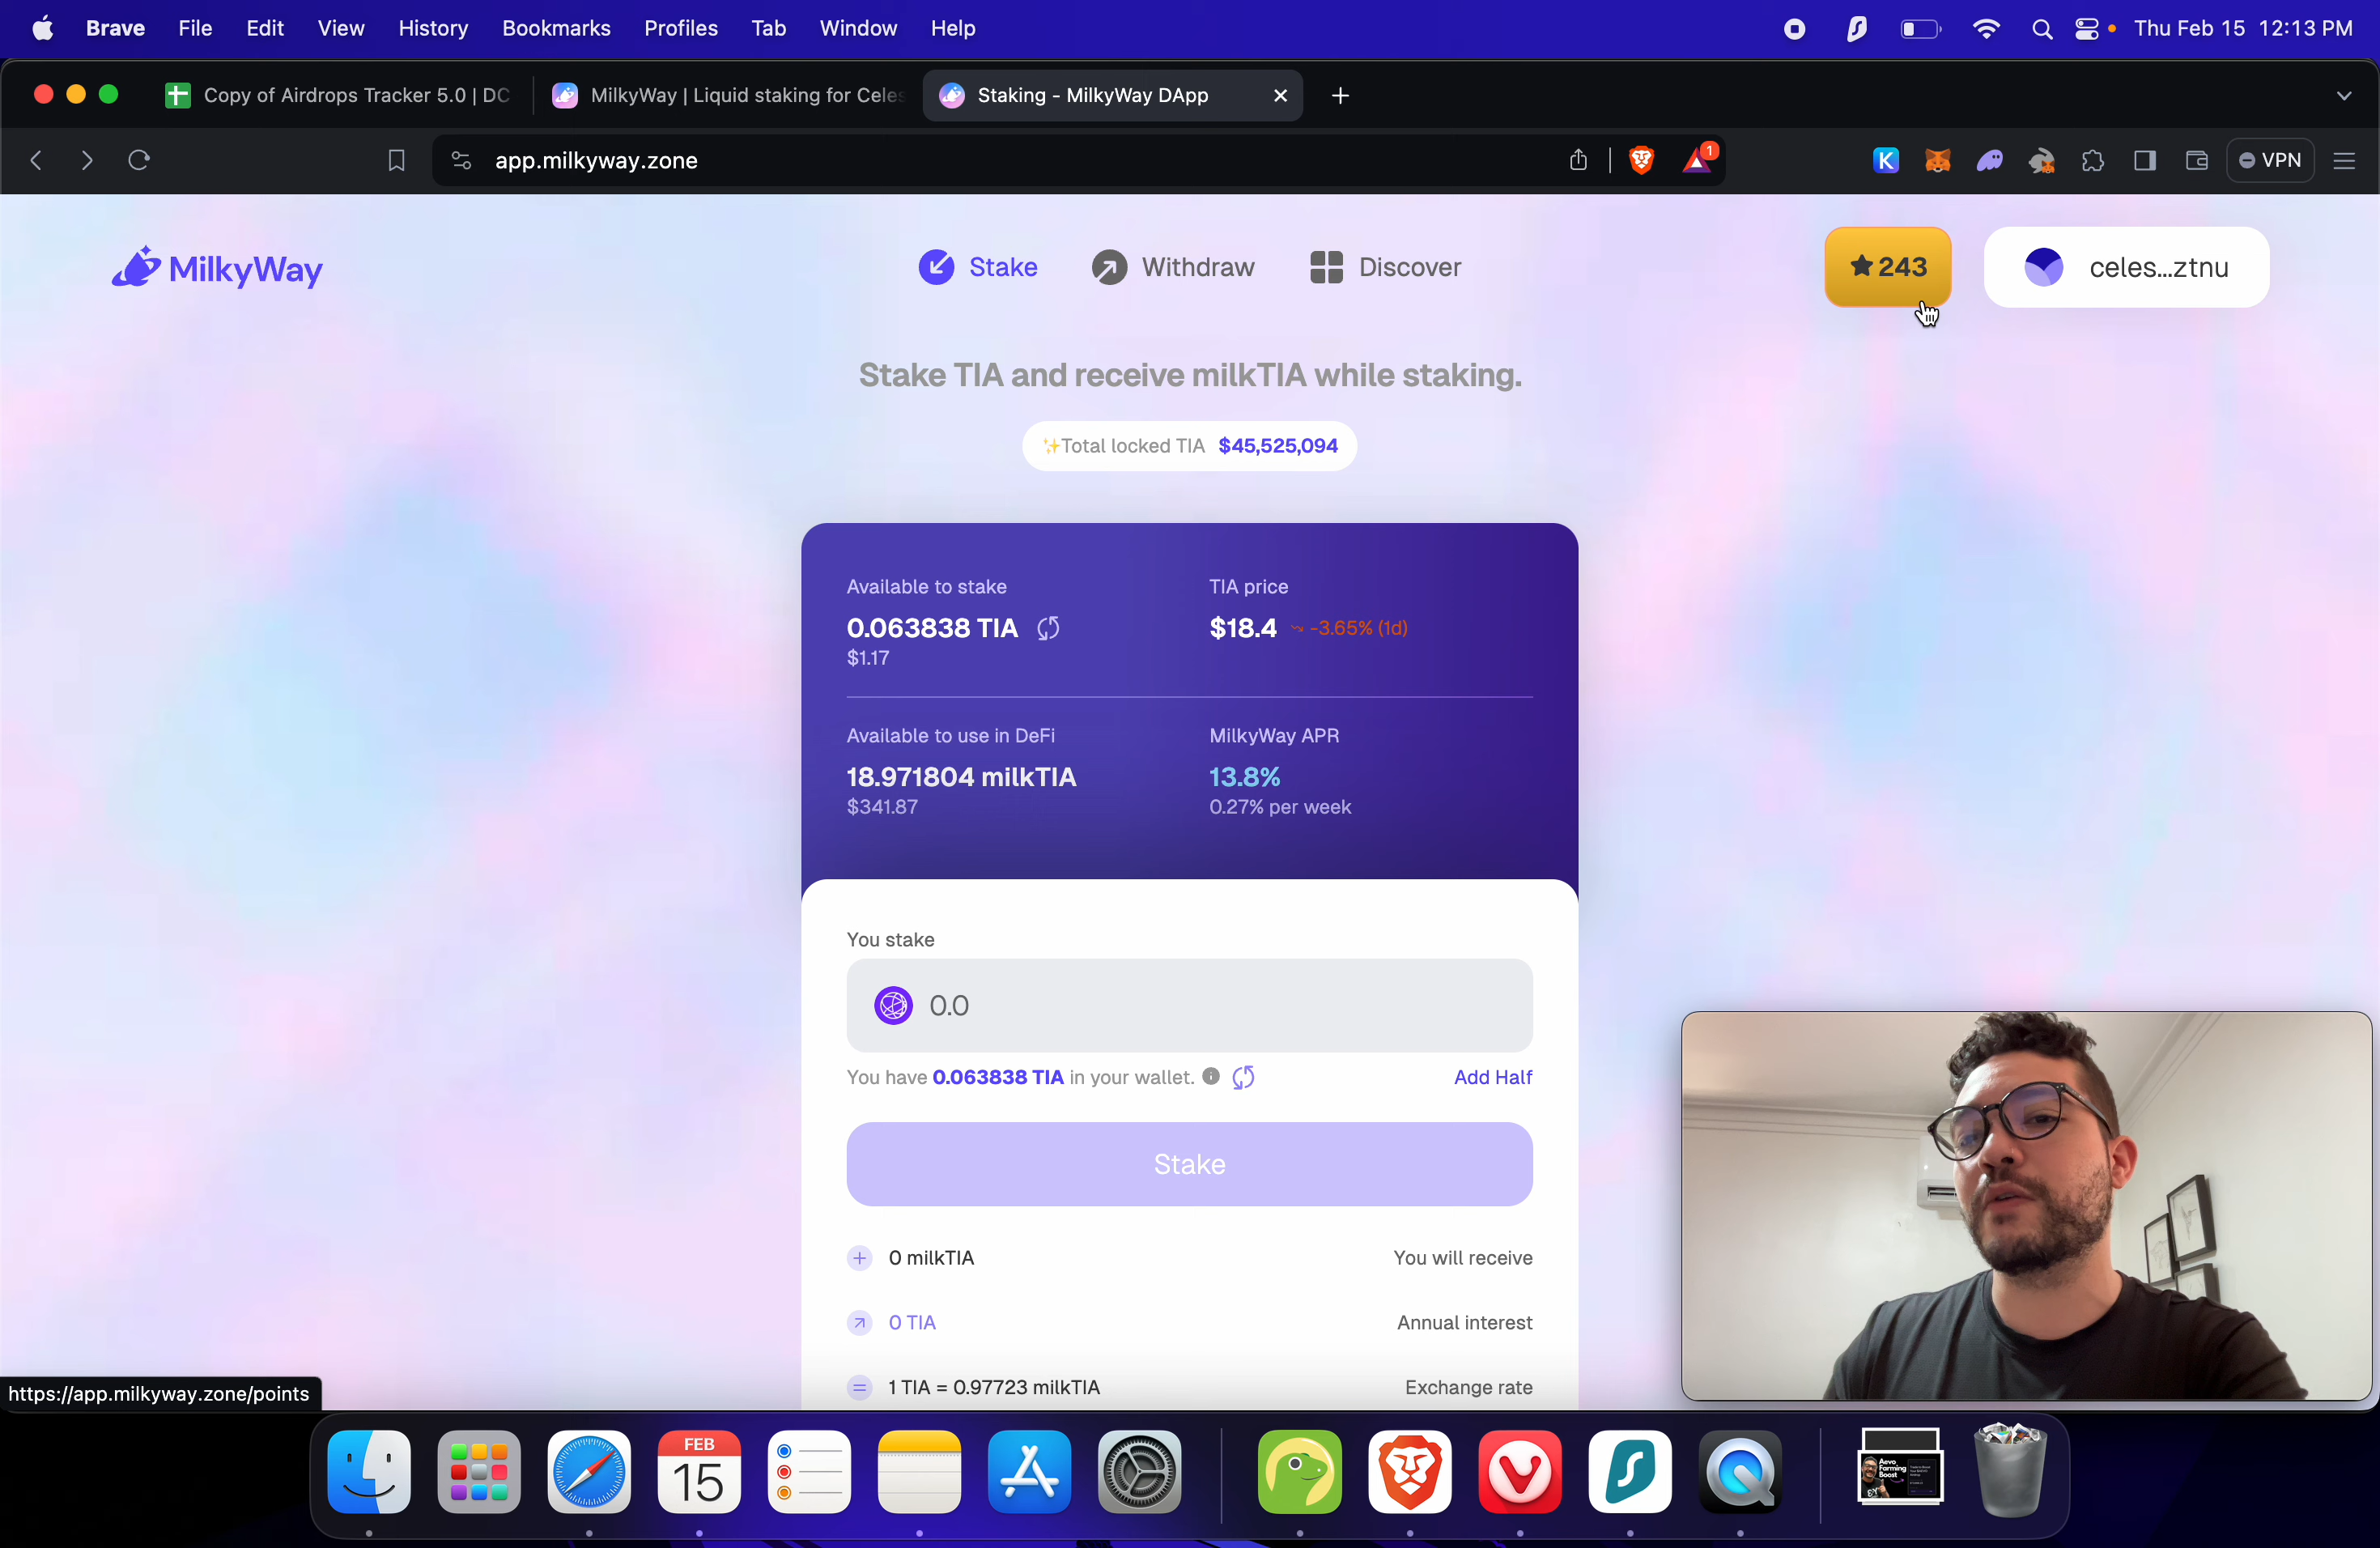 Brave File Edit View History Bookmarks Profiles Tab Window Help Thu Feb 15 12:13 PM
Copy of Airdrops Tracker 5.0 | DC MilkyWay | Liquid staking for Celes Staking - MilkyWay DApp
app.milkyway.zone 1 K VPN
MilkyWay Stake Withdraw Discover 243 celes...ztnu
Stake TIA and receive milkTIA while staking.
✨Total locked TIA $45,525,094
Available to stake TIA price
0.063838 TIA $18.4 -3.65% (1d)
$1.17
Available to use in DeFi MilkyWay APR
18.971804 milkTIA 13.8%
$341.87 0.27% per week
You stake
0.0
You have 0.063838 TIA in your wallet. Add Half
Stake
0 milkTIA You will receive
0 TIA Annual interest
1 TIA = 0.97723 milkTIA Exchange rate
https://app.milkyway.zone/points
FEB
15
Aevo
Farming
Boost